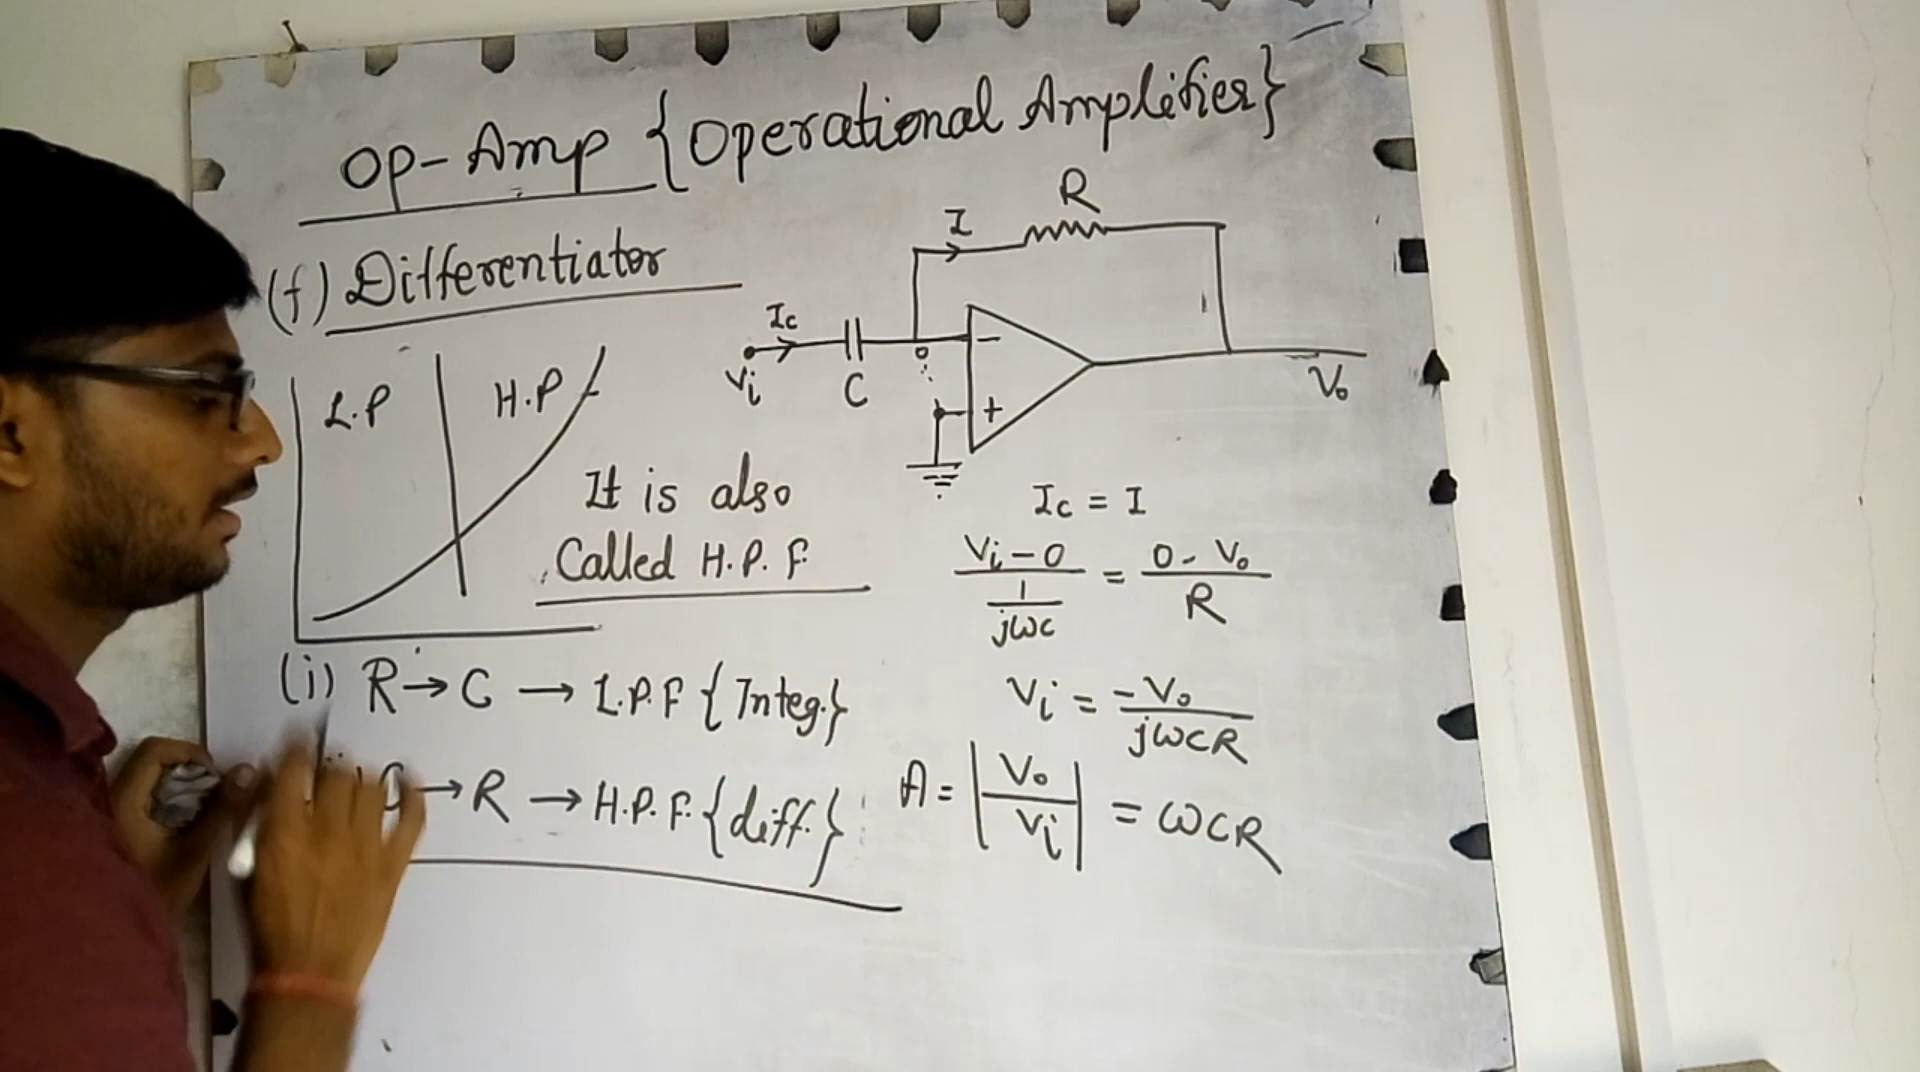 Op-Amp {Operational Amplifier}
(f) Differentiator
L.P
H.P
It is also
Called H.P.F
(i) R → C → L.P.F {Integ.}
→ R → H.P.F. {diff.}
R
I
Ic
Vi
C
−
+
Vo
Ic = I
Vi − 0 / 1/jωc = 0 - Vo / R
Vi = -Vo / jωCR
A = |Vo / Vi| = ωCR